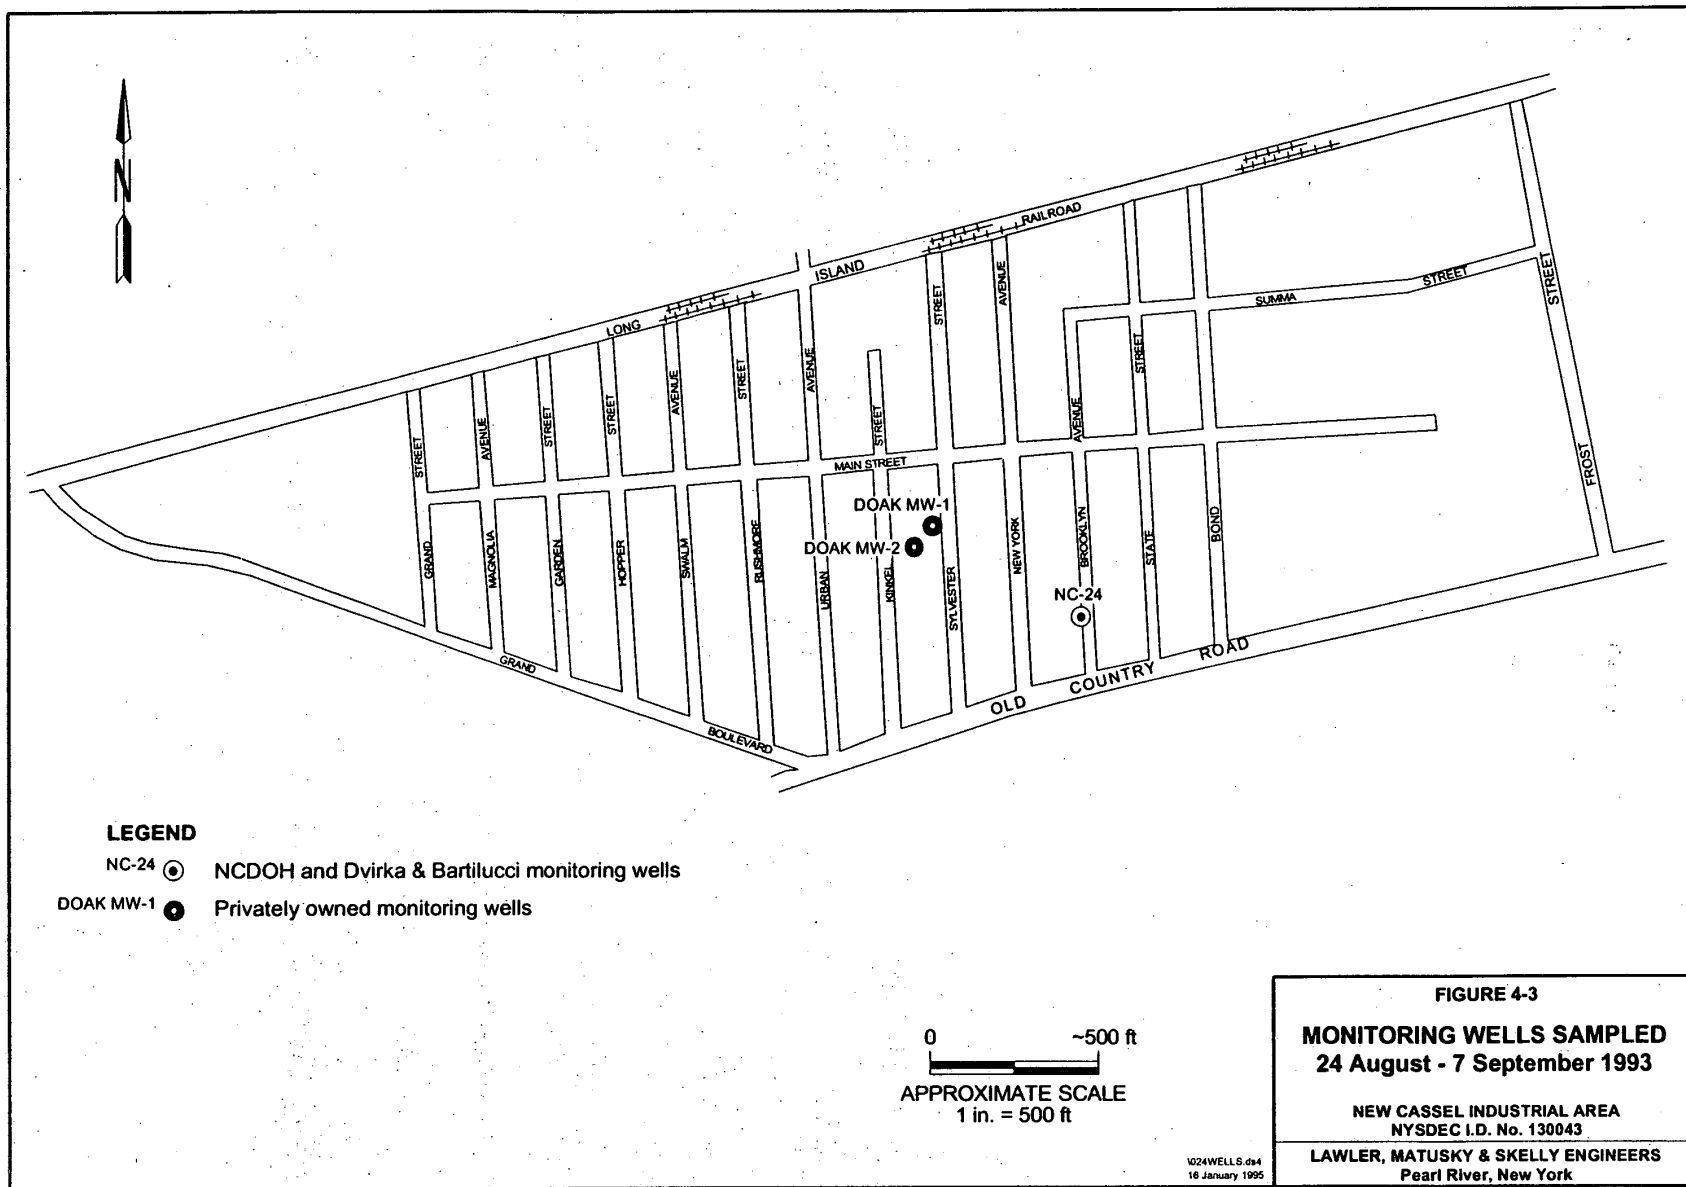 N
LONG
ISLAND
RAILROAD
STREET
AVENUE
STREET
STREET
AVENUE
STREET
AVENUE
STREET
STREET
AVENUE
AVENUE
STREET
SUMMA
STREET
STREET
FROST
MAIN STREET
DOAK MW-1
DOAK MW-2
NC-24
GRAND
MAGNOLIA
GARDEN
HOPPER
SWALM
RUSHMORE
URBAN
KINKEL
SYLVESTER
NEW YORK
BROOKLYN
STATE
BOND
GRAND
BOULEVARD
OLD
COUNTRY
ROAD
LEGEND
NC-24 NCDOH and Dvirka & Bartilucci monitoring wells
DOAK MW-1 Privately owned monitoring wells
0 ~500 ft
APPROXIMATE SCALE
1 in. = 500 ft
\024WELLS.ds4
16 January 1995
FIGURE 4-3
MONITORING WELLS SAMPLED
24 August - 7 September 1993
NEW CASSEL INDUSTRIAL AREA
NYSDEC I.D. No. 130043
LAWLER, MATUSKY & SKELLY ENGINEERS
Pearl River, New York